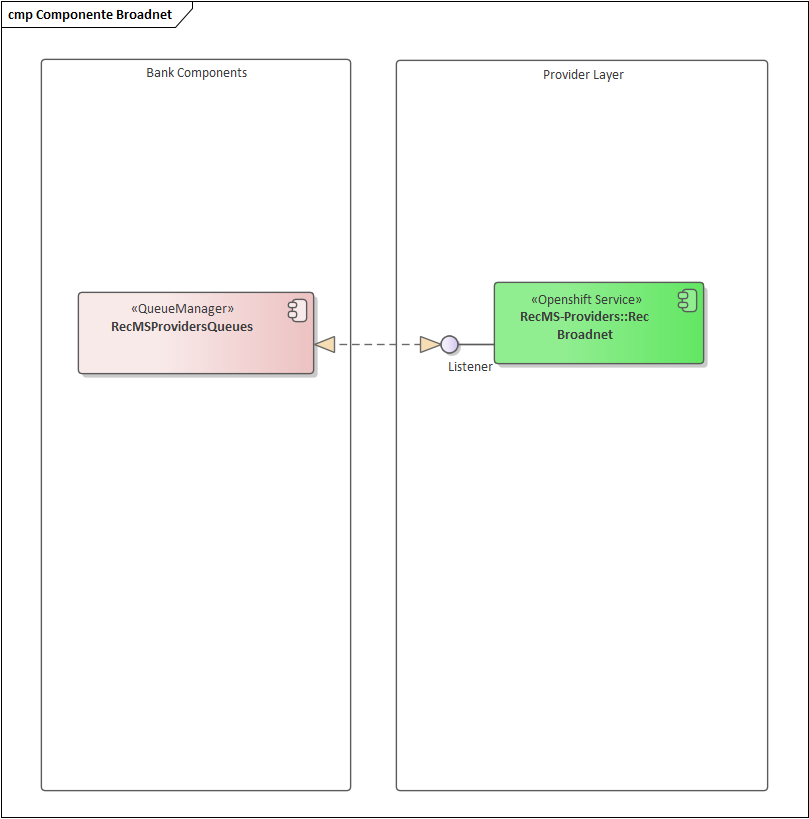 cmp Componente Broadnet
Bank Components
Provider Layer
«QueueManager»
RecMSProvidersQueues
«Openshift Service»
RecMS-Providers::Rec
Broadnet
Listener